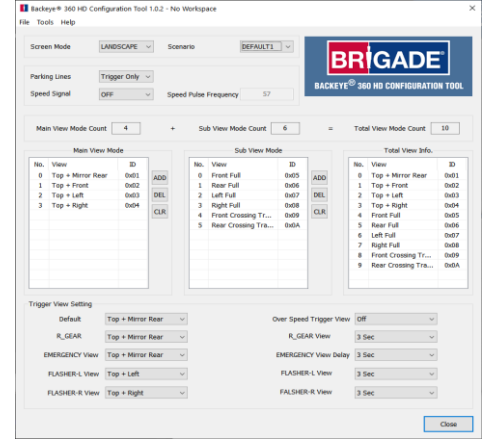 Backeye® 360 HD Configuration Tool 1.0.2 - No Workspace
File Tools Help
Screen Mode LANDSCAPE Scenario DEFAULT1
BRIGADE
BACKEYE® 360 HD CONFIGURATION TOOL
Parking Lines Trigger Only
Speed Signal OFF Speed Pulse Frequency 57
Main View Mode Count 4 + Sub View Mode Count 6 = Total View Mode Count 10
Main View Mode Sub View Mode Total View Info.
No. View ID No. View ID No. View ID
0 Top + Mirror Rear 0x01 ADD 0 Front Full 0x05 ADD 0 Top + Mirror Rear 0x01
1 Top + Front 0x02 1 Rear Full 0x06 1 Top + Front 0x02
2 Top + Left 0x03 DEL 2 Left Full 0x07 DEL 2 Top + Left 0x03
3 Top + Right 0x04 CLR 3 Right Full 0x08 CLR 3 Top + Right 0x04
4 Front Crossing Tr... 0x09 4 Front Full 0x05
5 Rear Crossing Tra... 0x0A 5 Rear Full 0x06
6 Left Full 0x07
7 Right Full 0x08
8 Front Crossing Tr... 0x09
9 Rear Crossing Tra... 0x0A
Trigger View Setting
Default Top + Mirror Rear Over Speed Trigger View Off
R_GEAR Top + Mirror Rear R_GEAR View 3 Sec
EMERGENCY View Top + Mirror Rear EMERGENCY View Delay 3 Sec
FLASHER-L View Top + Left FLASHER-L View 3 Sec
FLASHER-R View Top + Right FALSHER-R View 3 Sec
Close